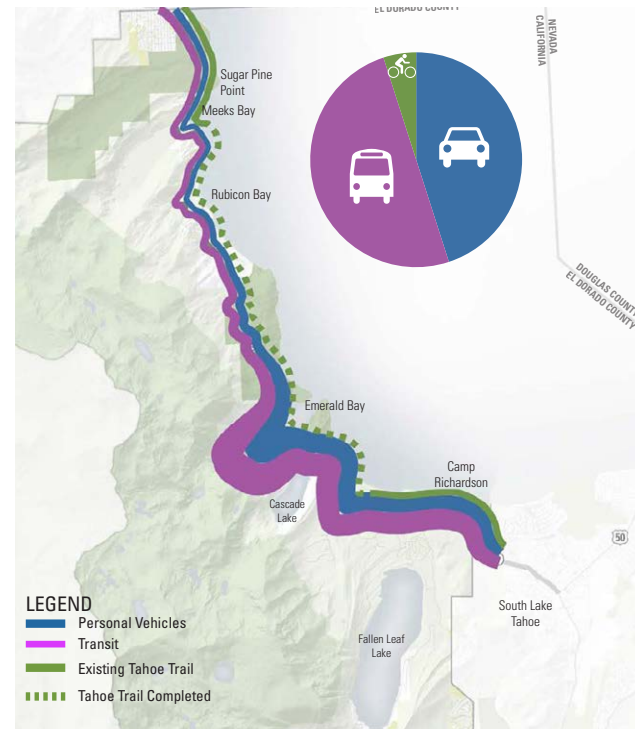 EL DORADO COUNTY
NEVADA
CALIFORNIA
Sugar Pine
Point
Meeks Bay
Rubicon Bay
DOUGLAS COUNTY
EL DORADO COUNTY
Emerald Bay
Camp
Richardson
Cascade
Lake
50
South Lake
Tahoe
Fallen Leaf
Lake
LEGEND
Personal Vehicles
Transit
Existing Tahoe Trail
Tahoe Trail Completed